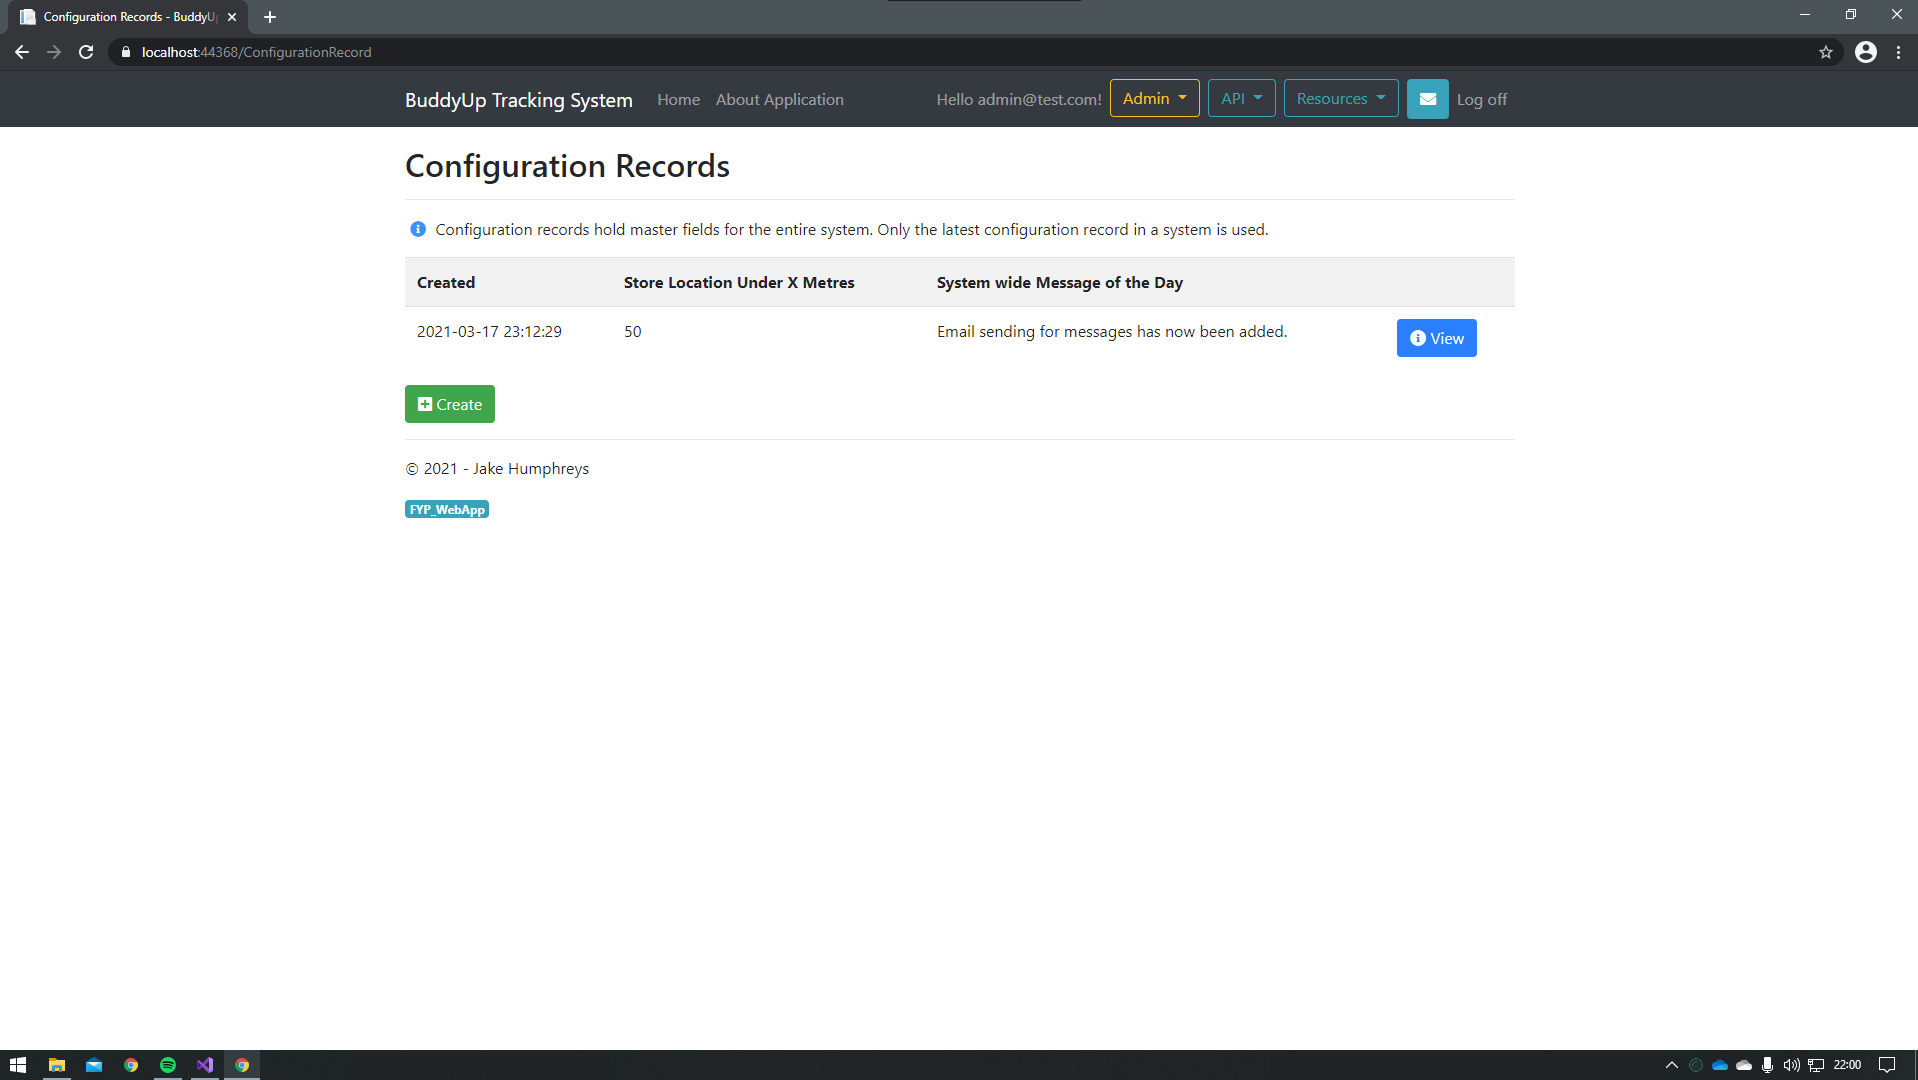 Configuration Records - BuddyUp
localhost:44368/ConfigurationRecord
BuddyUp Tracking System Home About Application Hello admin@test.com! Admin API Resources Log off
Configuration Records
Configuration records hold master fields for the entire system. Only the latest configuration record in a system is used.
Created Store Location Under X Metres System wide Message of the Day
2021-03-17 23:12:29 50 Email sending for messages has now been added. View
Create
© 2021 - Jake Humphreys
FYP_WebApp
22:00